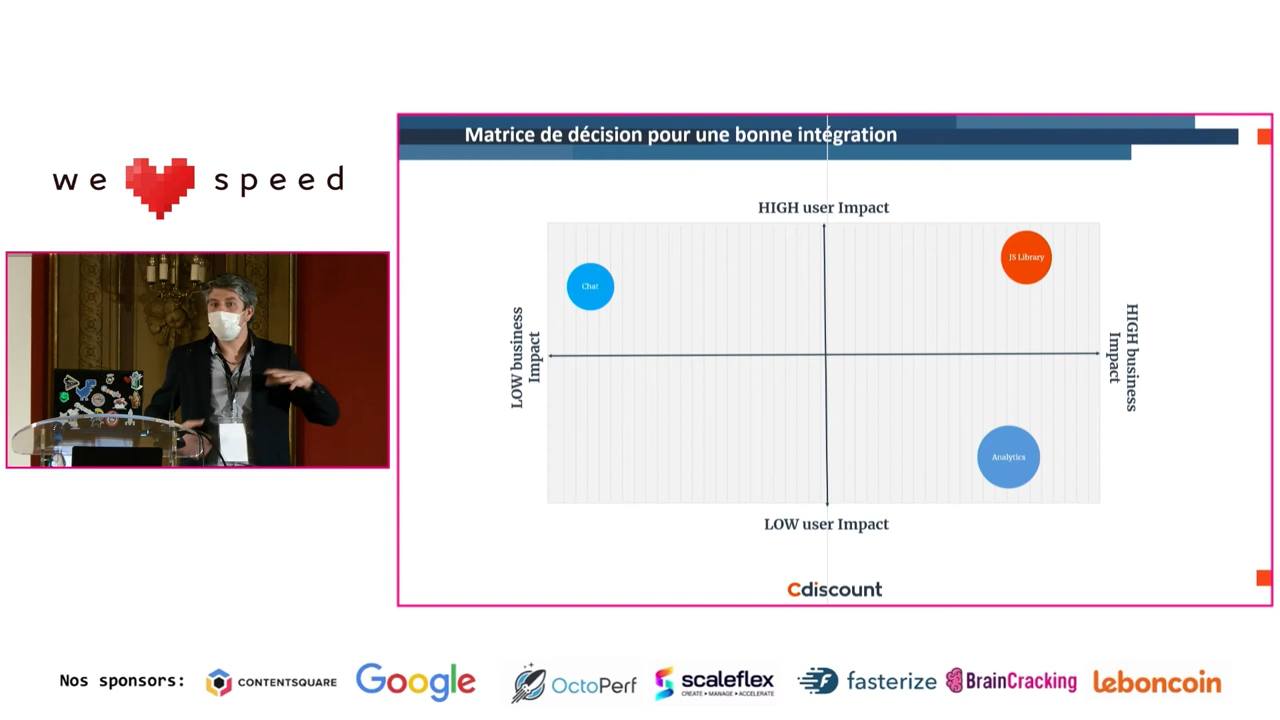 we speed
Matrice de décision pour une bonne intégration
HIGH user Impact
JS Library
Chat
LOW business
Impact
HIGH business
Impact
Analytics
LOW user Impact
Cdiscount
Nos sponsors:
CONTENTSQUARE
Google
OctoPerf
scaleflex
CREATE • MANAGE • ACCELERATE
fasterize
BrainCracking
leboncoin